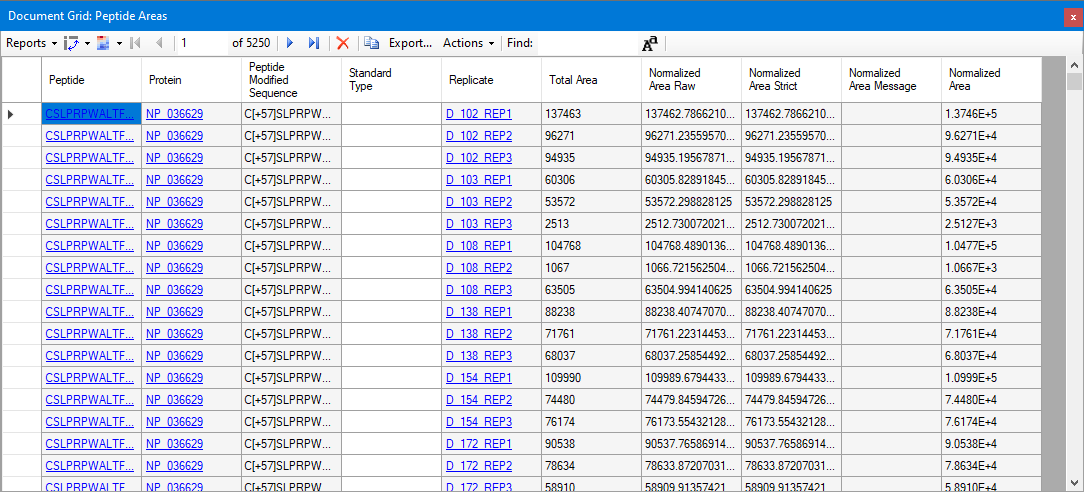 Document Grid: Peptide Areas
x
Reports 1 of 5250 Export... Actions Find: Aa
Peptide Protein Peptide Modified Sequence Standard Type Replicate Total Area Normalized Area Raw Normalized Area Strict Normalized Area Message Normalized Area
CSLPRPWALTF... NP_036629 C[+57]SLPRPW... D_102_REP1 137463 137462.7866210... 137462.7866210... 1.3746E+5
CSLPRPWALTF... NP_036629 C[+57]SLPRPW... D_102_REP2 96271 96271.23559570... 96271.23559570... 9.6271E+4
CSLPRPWALTF... NP_036629 C[+57]SLPRPW... D_102_REP3 94935 94935.19567871... 94935.19567871... 9.4935E+4
CSLPRPWALTF... NP_036629 C[+57]SLPRPW... D_103_REP1 60306 60305.82891845... 60305.82891845... 6.0306E+4
CSLPRPWALTF... NP_036629 C[+57]SLPRPW... D_103_REP2 53572 53572.298828125 53572.298828125 5.3572E+4
CSLPRPWALTF... NP_036629 C[+57]SLPRPW... D_103_REP3 2513 2512.730072021... 2512.730072021... 2.5127E+3
CSLPRPWALTF... NP_036629 C[+57]SLPRPW... D_108_REP1 104768 104768.4890136... 104768.4890136... 1.0477E+5
CSLPRPWALTF... NP_036629 C[+57]SLPRPW... D_108_REP2 1067 1066.721562504... 1066.721562504... 1.0667E+3
CSLPRPWALTF... NP_036629 C[+57]SLPRPW... D_108_REP3 63505 63504.994140625 63504.994140625 6.3505E+4
CSLPRPWALTF... NP_036629 C[+57]SLPRPW... D_138_REP1 88238 88238.40747070... 88238.40747070... 8.8238E+4
CSLPRPWALTF... NP_036629 C[+57]SLPRPW... D_138_REP2 71761 71761.22314453... 71761.22314453... 7.1761E+4
CSLPRPWALTF... NP_036629 C[+57]SLPRPW... D_138_REP3 68037 68037.25854492... 68037.25854492... 6.8037E+4
CSLPRPWALTF... NP_036629 C[+57]SLPRPW... D_154_REP1 109990 109989.6794433... 109989.6794433... 1.0999E+5
CSLPRPWALTF... NP_036629 C[+57]SLPRPW... D_154_REP2 74480 74479.84594726... 74479.84594726... 7.4480E+4
CSLPRPWALTF... NP_036629 C[+57]SLPRPW... D_154_REP3 76174 76173.55432128... 76173.55432128... 7.6174E+4
CSLPRPWALTF... NP_036629 C[+57]SLPRPW... D_172_REP1 90538 90537.76586914... 90537.76586914... 9.0538E+4
CSLPRPWALTF... NP_036629 C[+57]SLPRPW... D_172_REP2 78634 78633.87207031... 78633.87207031... 7.8634E+4
CSLPRPWALTF... NP_036629 C[+57]SLPRPW... D_172_REP3 58910 58909.91357421... 58909.91357421... 5.8910E+4